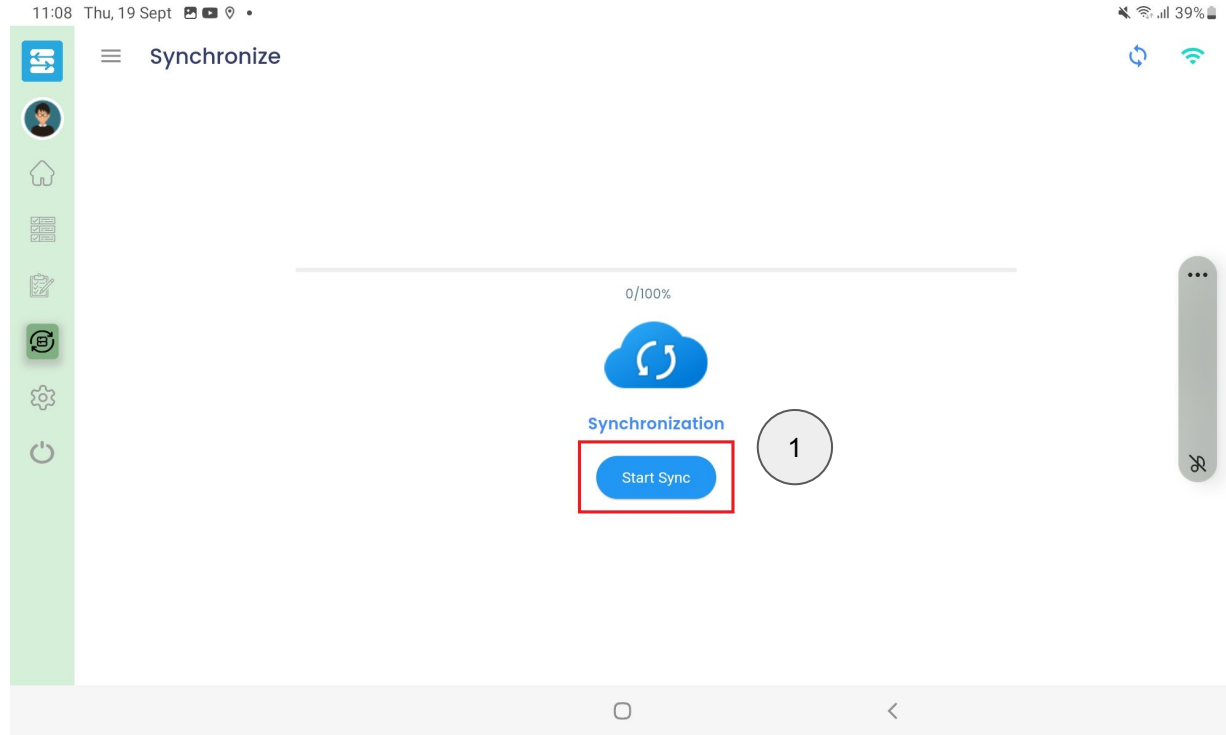 11:08 Thu, 19 Sept 39%
Synchronize
0/100%
Synchronization
1
Start Sync